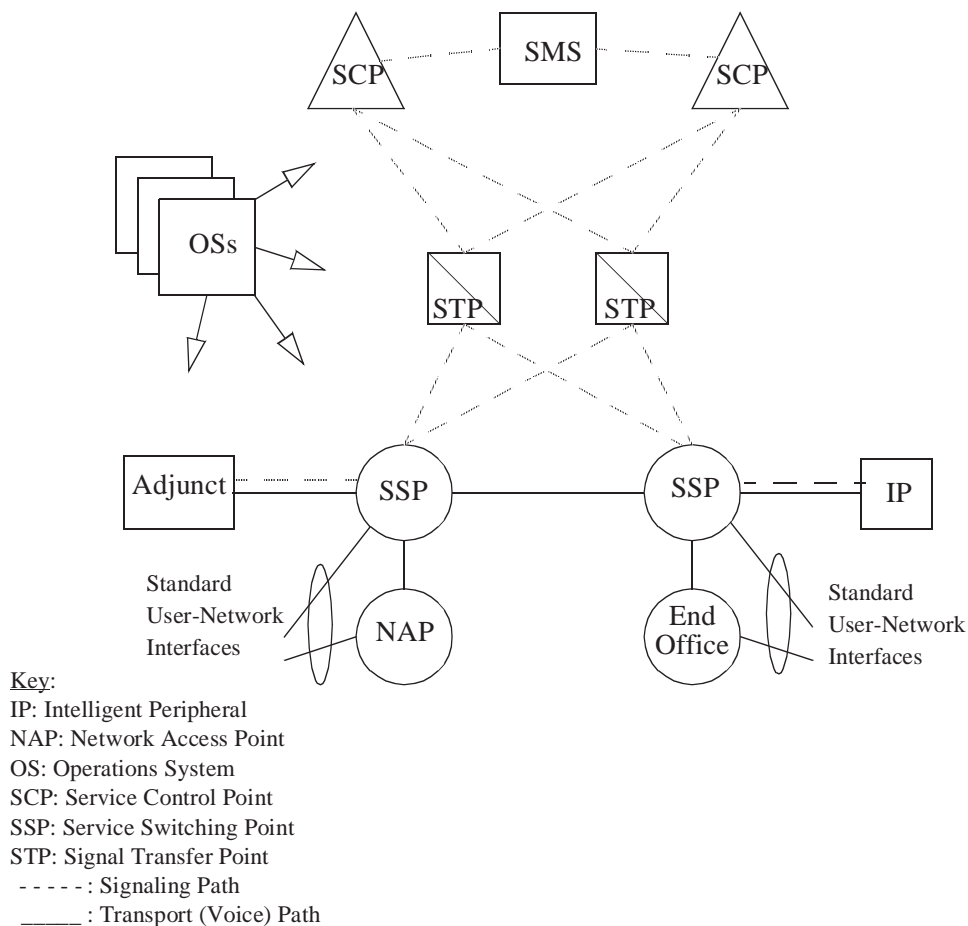 SCP
SMS
SCP
OSs
STP
STP
Adjunct
SSP
SSP
IP
Standard
User-Network
Interfaces
NAP
End
Office
Standard
User-Network
Interfaces
Key:
IP: Intelligent Peripheral
NAP: Network Access Point
OS: Operations System
SCP: Service Control Point
SSP: Service Switching Point
STP: Signal Transfer Point
- - - - - : Signaling Path
_____ : Transport (Voice) Path